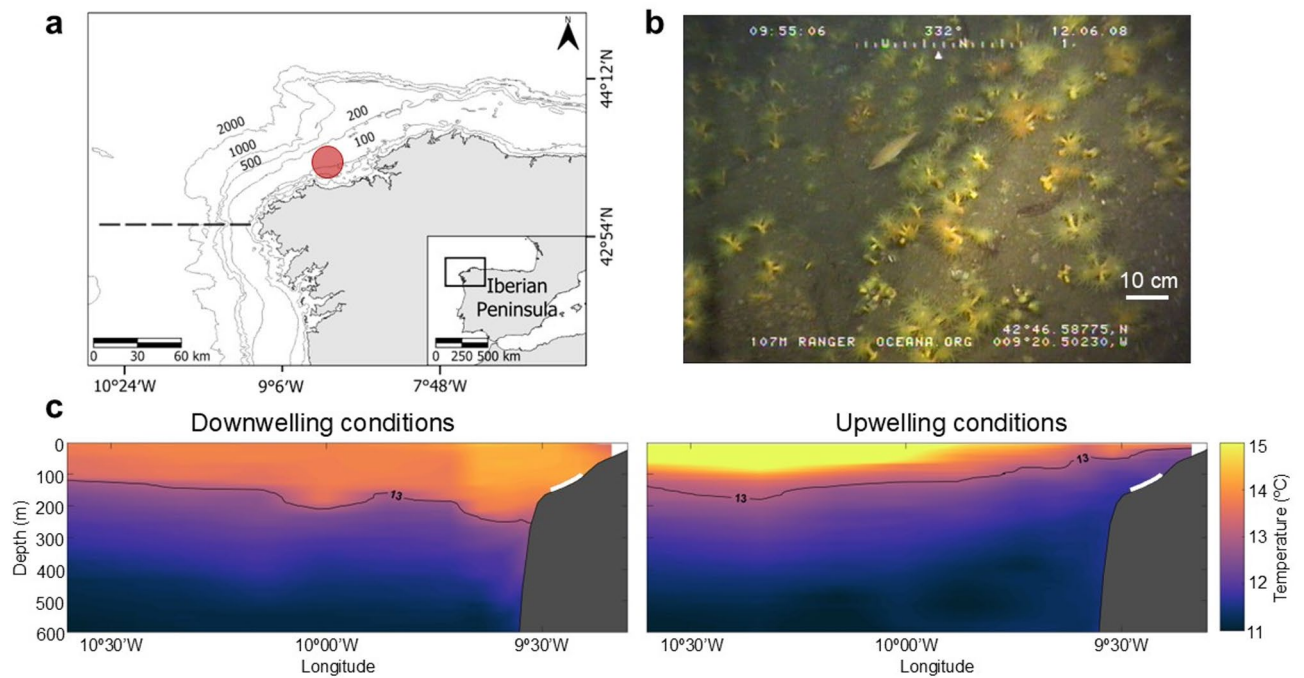 a
N
44°12′N
42°54′N
2000
1000
500
200
100
Iberian
Peninsula
0 30 60 km
0 250 500 km
10°24′W 9°6′W 7°48′W
b
09:55:06 332° 12.06.08
W N 1-
10 cm
42°46.58775,N
107M RANGER OCEANA.ORG 009°20.50230,W
c
Downwelling conditions Upwelling conditions
0
100
200
300
400
500
600
Depth (m)
13
13
13
10°30'W 10°00'W 9°30'W
Longitude
10°30'W 10°00'W 9°30'W
Longitude
15
14
13
12
11
Temperature (ºC)